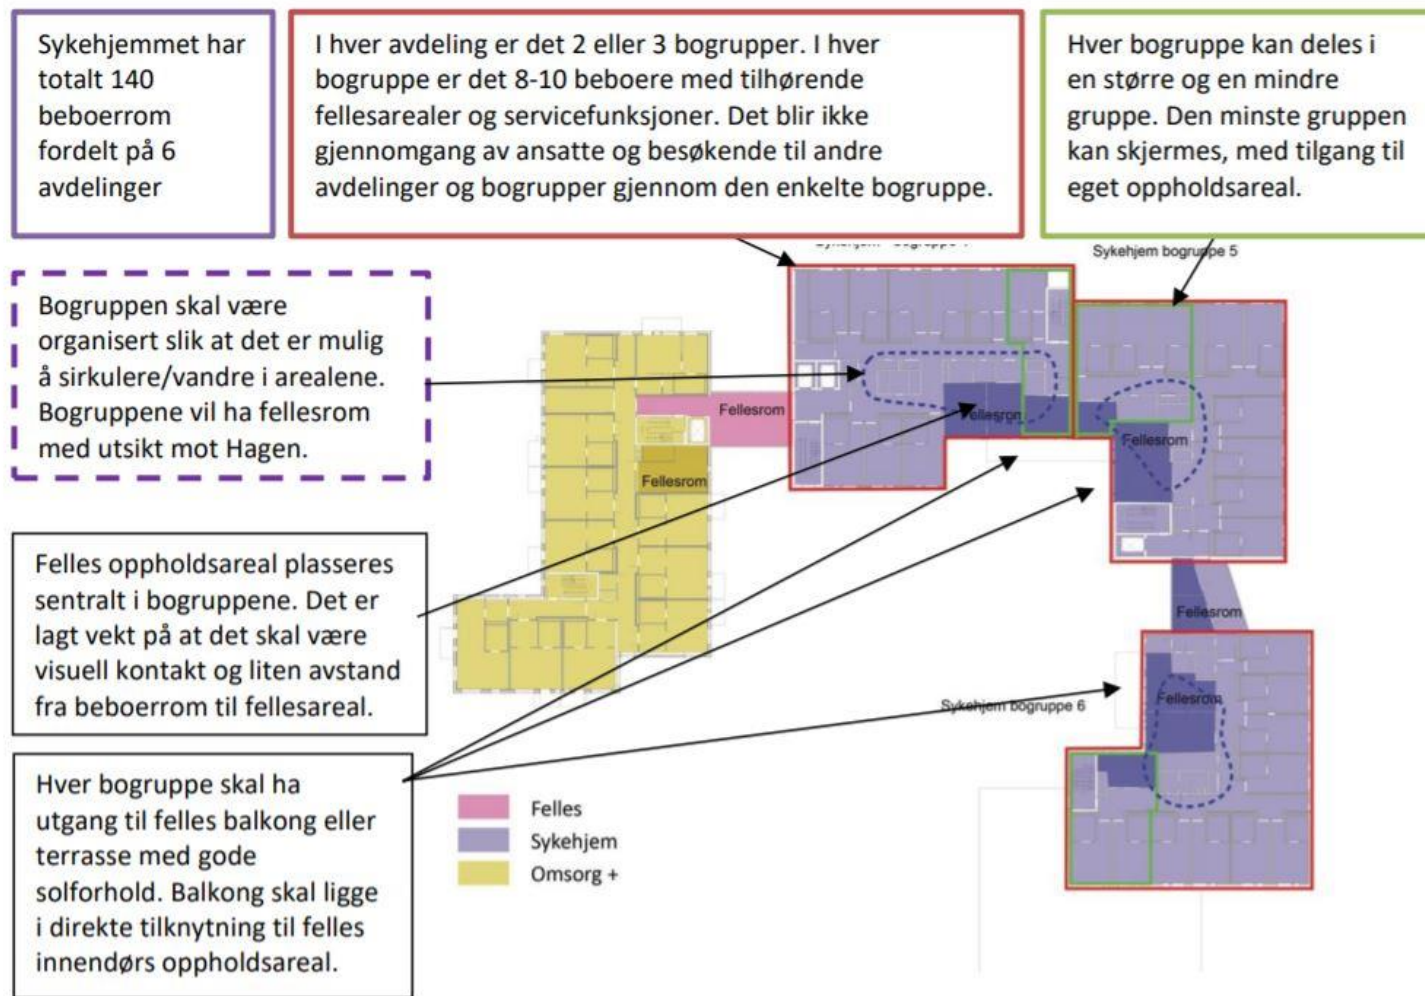 Sykehjemmet har
totalt 140
beboerrom
fordelt på 6
avdelinger
I hver avdeling er det 2 eller 3 bogrupper. I hver
bogruppe er det 8-10 beboere med tilhørende
fellesarealer og servicefunksjoner. Det blir ikke
gjennomgang av ansatte og besøkende til andre
avdelinger og bogrupper gjennom den enkelte bogruppe.
Hver bogruppe kan deles i
en større og en mindre
gruppe. Den minste gruppen
kan skjermes, med tilgang til
eget oppholdsareal.
Sykehjem bogruppe 5
Bogruppen skal være
organisert slik at det er mulig
å sirkulere/vandre i arealene.
Bogruppene vil ha fellesrom
med utsikt mot Hagen.
Fellesrom
Fellesrom
Fellesrom
Fellesrom
Felles oppholdsareal plasseres
sentralt i bogruppene. Det er
lagt vekt på at det skal være
visuell kontakt og liten avstand
fra beboerrom til fellesareal.
Fellesrom
Sykehjem bogruppe 6
Fellesrom
Hver bogruppe skal ha
utgang til felles balkong eller
terrasse med gode
solforhold. Balkong skal ligge
i direkte tilknytning til felles
innendørs oppholdsareal.
Felles
Sykehjem
Omsorg +